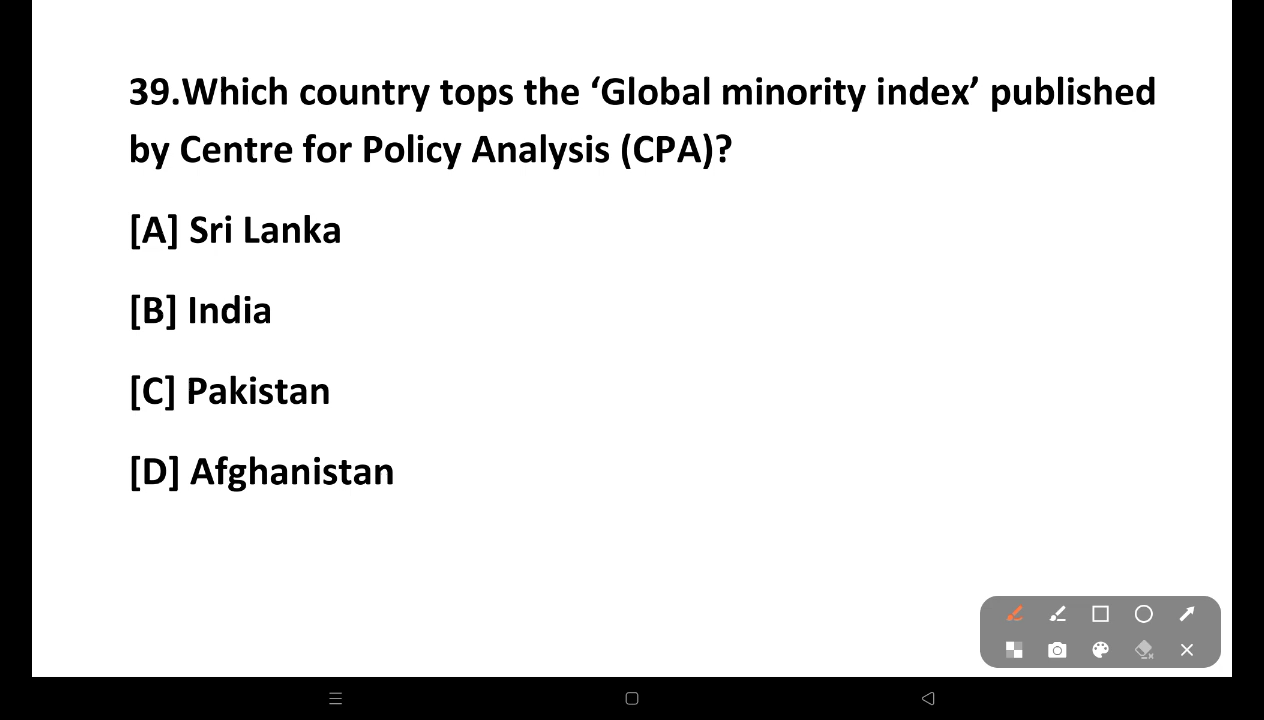 39.Which country tops the ‘Global minority index’ published
by Centre for Policy Analysis (CPA)?
[A] Sri Lanka
[B] India
[C] Pakistan
[D] Afghanistan